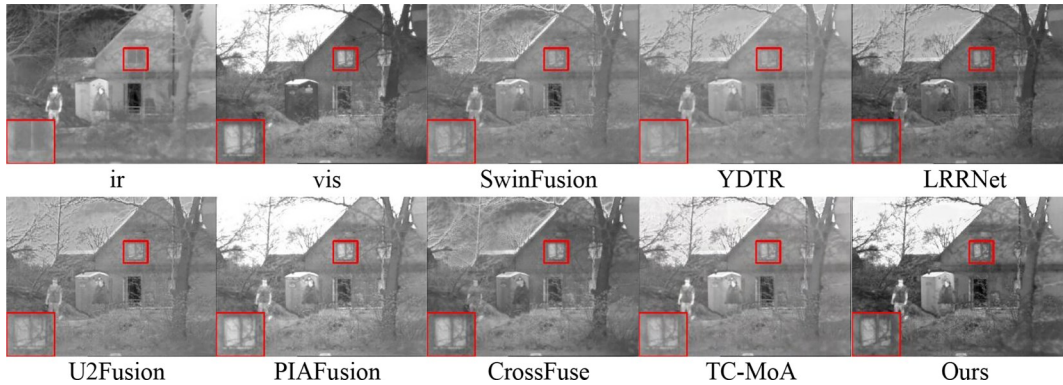 ir vis SwinFusion YDTR LRRNet
U2Fusion PIAFusion CrossFuse TC-MoA Ours